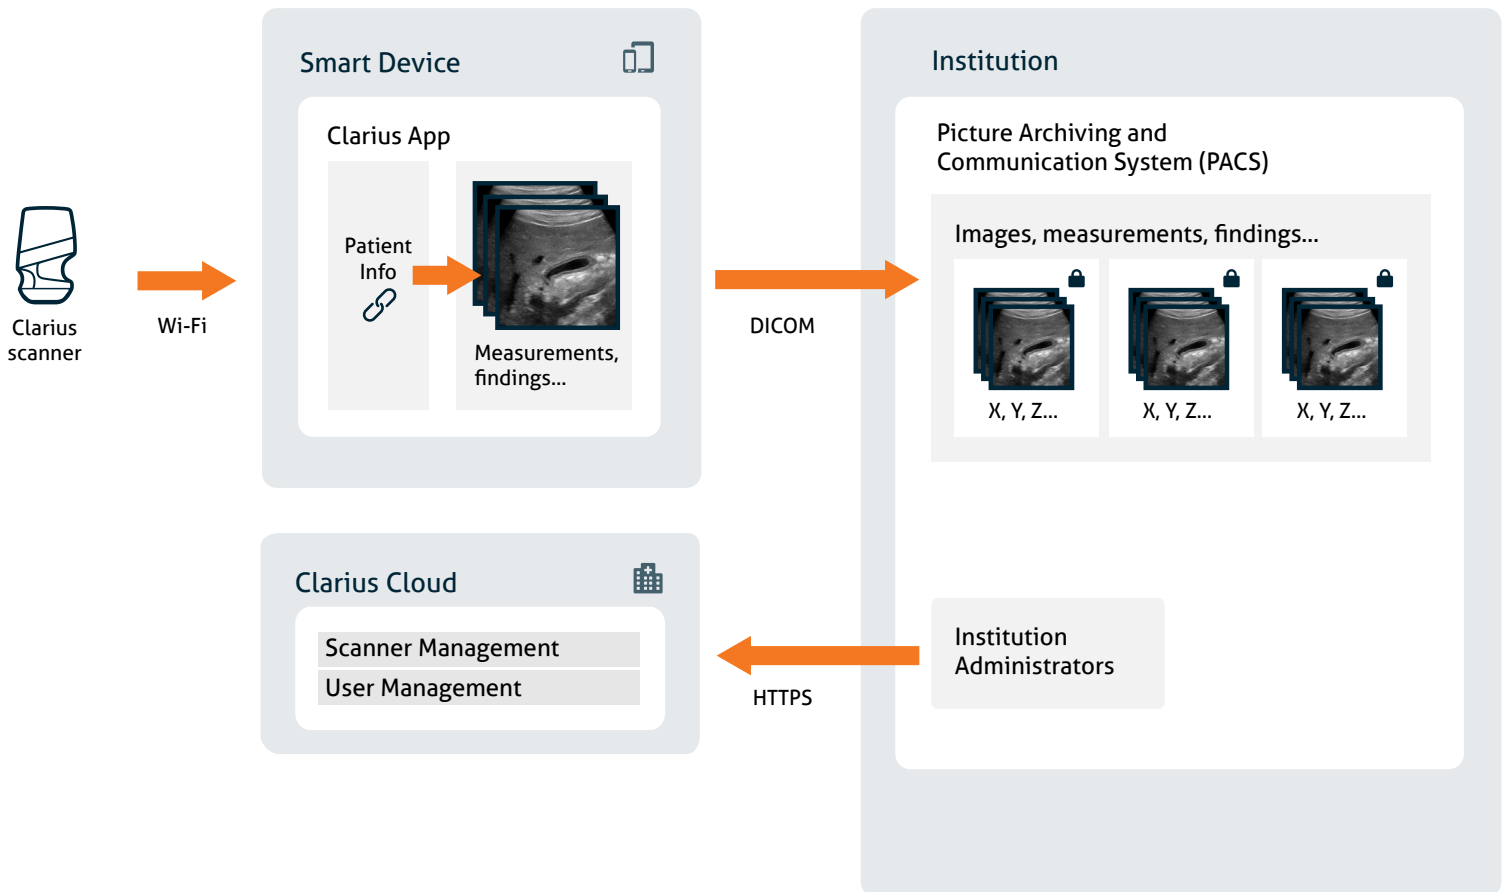 Smart Device
Clarius App
Patient
Info
Measurements,
findings...
Clarius
scanner
Wi-Fi
DICOM
Institution
Picture Archiving and
Communication System (PACS)
Images, measurements, findings...
X, Y, Z...
X, Y, Z...
X, Y, Z...
Clarius Cloud
Scanner Management
User Management
HTTPS
Institution
Administrators